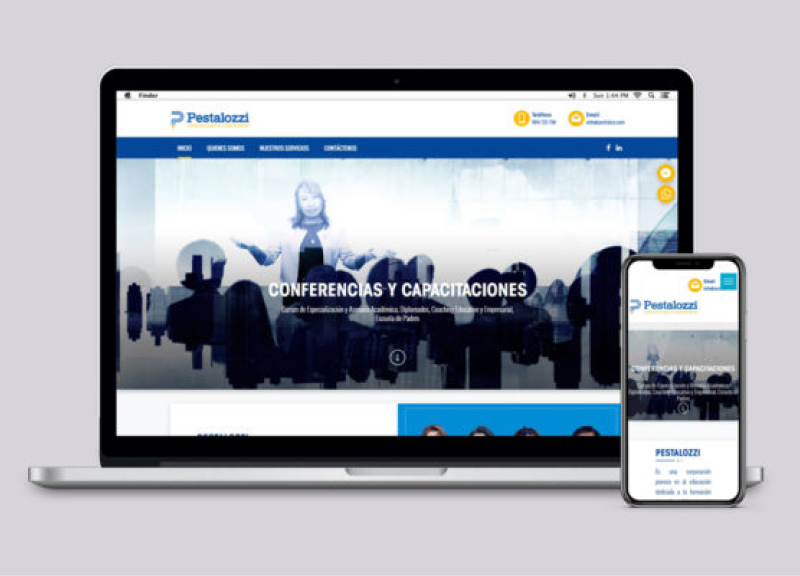 Finder
Sun 1:44 PM
Pestalozzi
Teléfono
Email
INICIO QUIENES SOMOS NUESTROS SERVICIOS CONTÁCTENOS
CONFERENCIAS Y CAPACITACIONES
Cursos de Especialización y Asesoría Académica, Diplomados, Coaching Educativo y Empresarial,
Escuela de Padres
PESTALOZZI
Email
Pestalozzi
CONFERENCIAS Y CAPACITACIONES
Cursos de Especialización y Asesoría Académica,
Diplomados, Coaching Educativo y Empresarial, Escuela de
Padres
PESTALOZZI
Es una corporación
pionera en el educación
dedicada a la formación